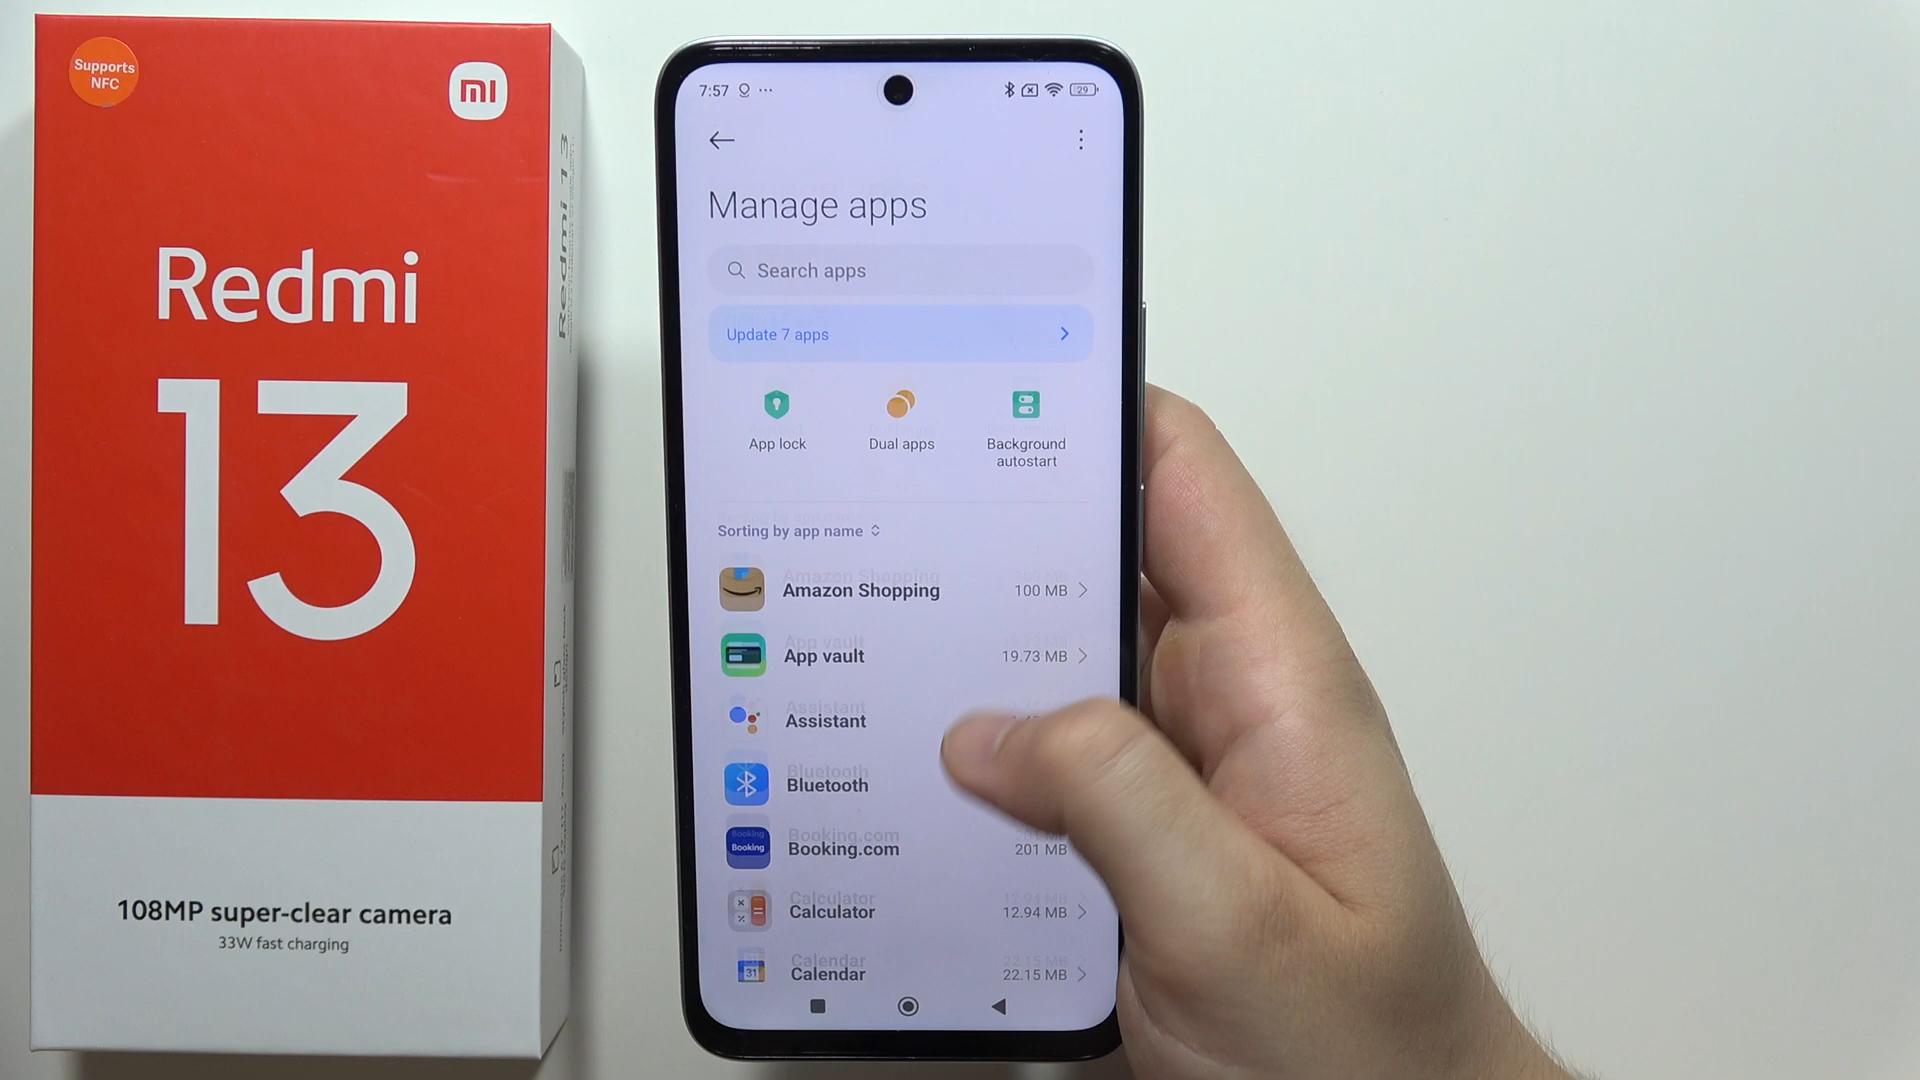 Supports
NFC
mi
Redmi
13
108MP super-clear camera
33W fast charging
Redmi 13
7:57
29
Manage apps
Search apps
Update 7 apps
App lock
Dual apps
Background
autostart
Sorting by app name
Amazon Shopping 100 MB
App vault 19.73 MB
Assistant
Bluetooth
Booking
Booking.com 201 MB
Calculator 12.94 MB
31
Calendar 22.15 MB